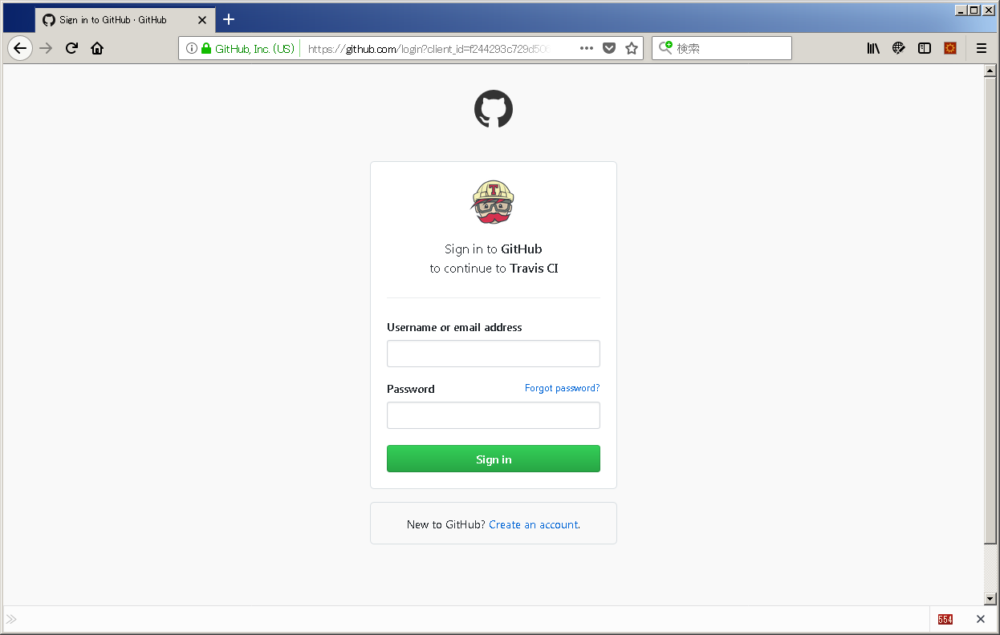 Sign in to GitHub · GitHub
GitHub, Inc. (US)
https://github.com/login?client_id=f244293c729d50
検索
T
Sign in to GitHub
to continue to Travis CI
Username or email address
Password
Forgot password?
Sign in
New to GitHub? Create an account.
554